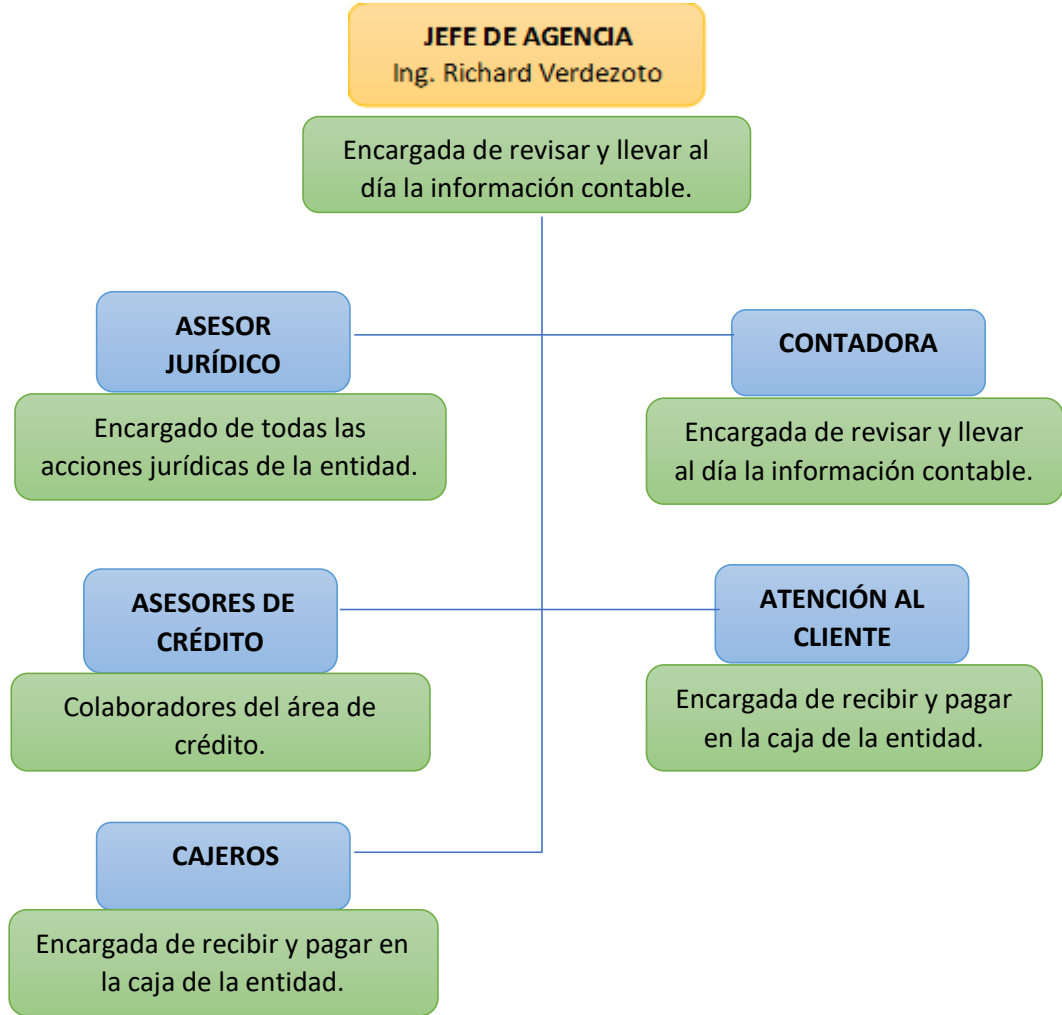 JEFE DE AGENCIA
Ing. Richard Verdezoto
Encargada de revisar y llevar al
día la información contable.
ASESOR
JURÍDICO
Encargado de todas las
acciones jurídicas de la entidad.
CONTADORA
Encargada de revisar y llevar
al día la información contable.
ASESORES DE
CRÉDITO
Colaboradores del área de
crédito.
ATENCIÓN AL
CLIENTE
Encargada de recibir y pagar
en la caja de la entidad.
CAJEROS
Encargada de recibir y pagar en
la caja de la entidad.